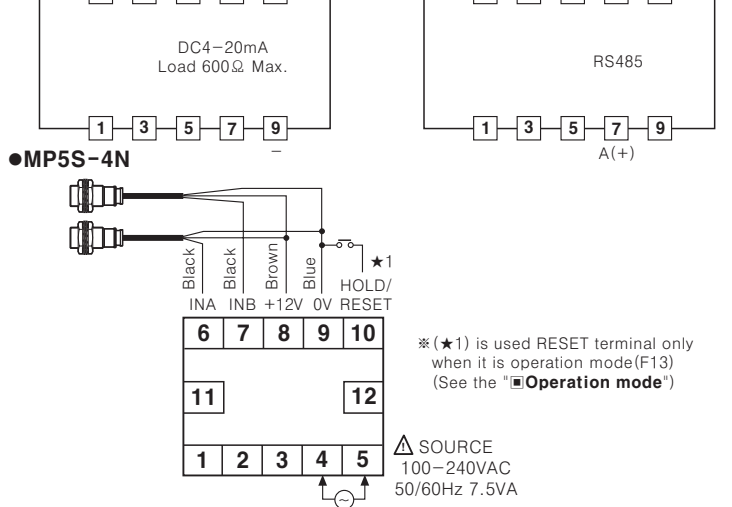 DC4-20mA
Load 600Ω Max.
RS485
1 3 5 7 9
1 3 5 7 9
−
A(+)
●MP5S-4N
Black
Black
Brown
Blue
★1
HOLD/
INA INB +12V 0V RESET
6 7 8 9 10
※(★1) is used RESET terminal only
when it is operation mode(F13)
(See the "▣Operation mode")
11 12
1 2 3 4 5
⚠ SOURCE
100-240VAC
50/60Hz 7.5VA